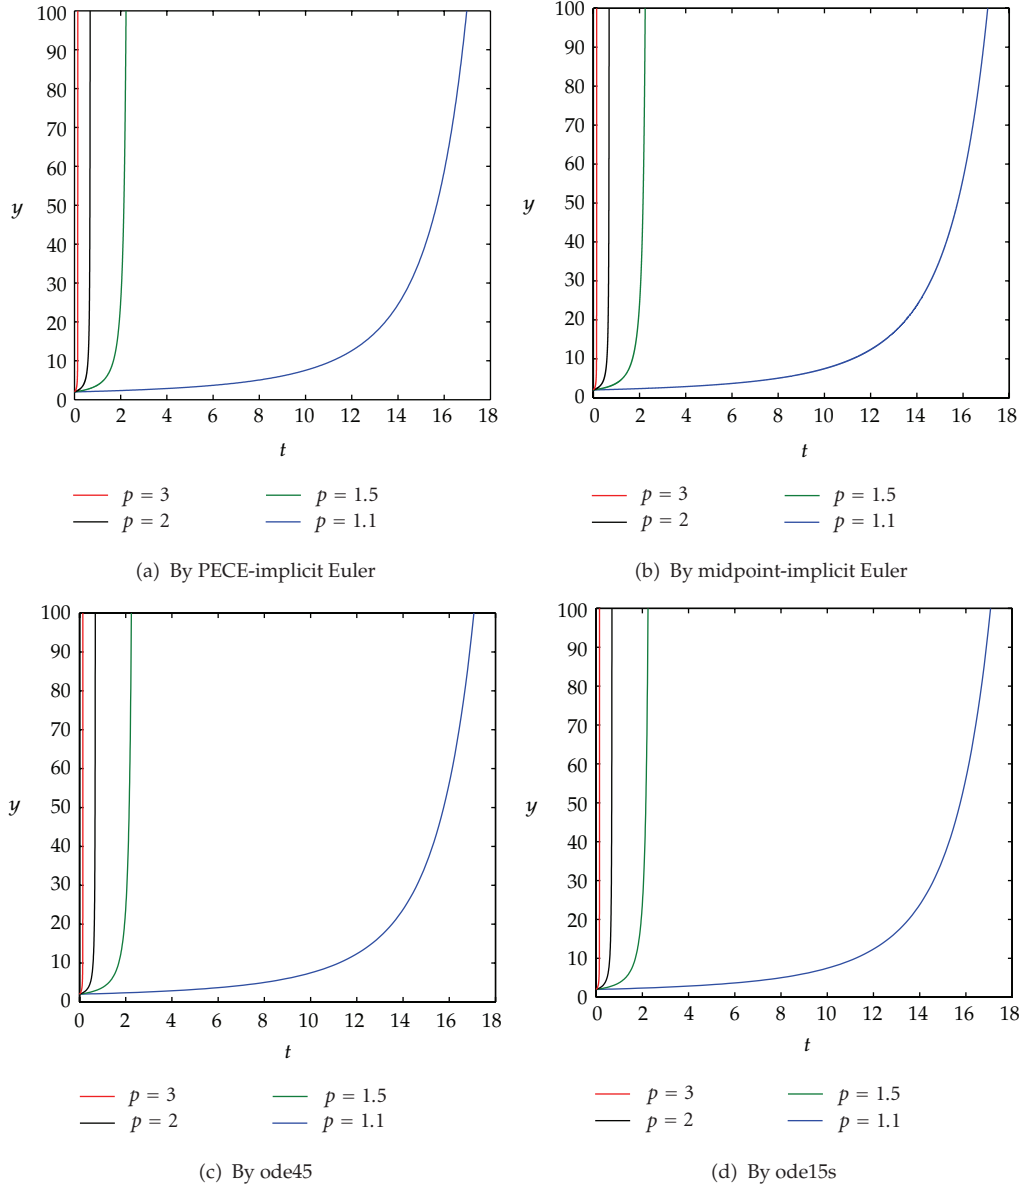 100
90
80
70
60
y
50
40
30
20
10
0
0 2 4 6 8 10 12 14 16 18
t
p = 3 p = 1.5
p = 2 p = 1.1
(a) By PECE-implicit Euler
100
90
80
70
60
y
50
40
30
20
10
0
0 2 4 6 8 10 12 14 16 18
t
p = 3 p = 1.5
p = 2 p = 1.1
(b) By midpoint-implicit Euler
100
90
80
70
60
y
50
40
30
20
10
0
0 2 4 6 8 10 12 14 16 18
t
p = 3 p = 1.5
p = 2 p = 1.1
(c) By ode45
100
90
80
70
60
y
50
40
30
20
10
0
0 2 4 6 8 10 12 14 16 18
t
p = 3 p = 1.5
p = 2 p = 1.1
(d) By ode15s